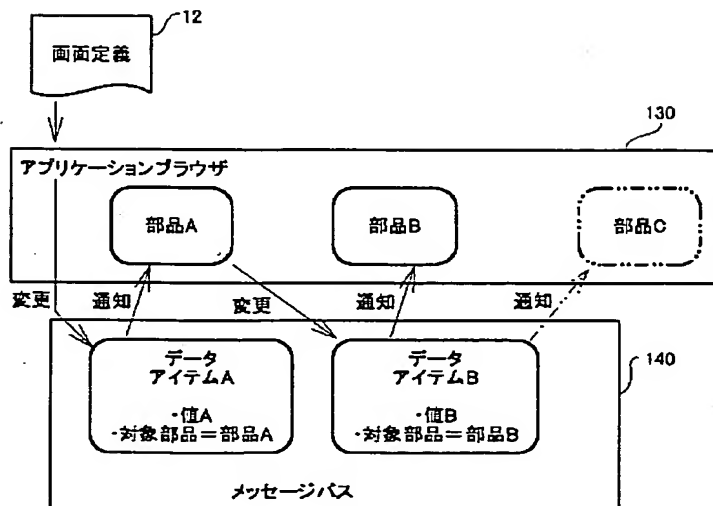 12
画面定義
130
アプリケーションブラウザ
部品A
部品B
部品C
変更
通知
変更
通知
通知
データ
アイテムA
・値A
・対象部品=部品A
データ
アイテムB
・値B
・対象部品=部品B
140
メッセージバス